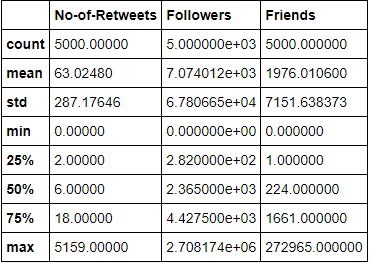 No-of-Retweets Followers Friends
count 5000.00000 5.000000e+03 5000.000000
mean 63.02480 7.074012e+03 1976.010600
std 287.17646 6.780665e+04 7151.638373
min 0.00000 0.000000e+00 0.000000
25% 2.00000 2.820000e+02 1.000000
50% 6.00000 2.365000e+03 224.000000
75% 18.00000 4.427500e+03 1661.000000
max 5159.00000 2.708174e+06 272965.000000